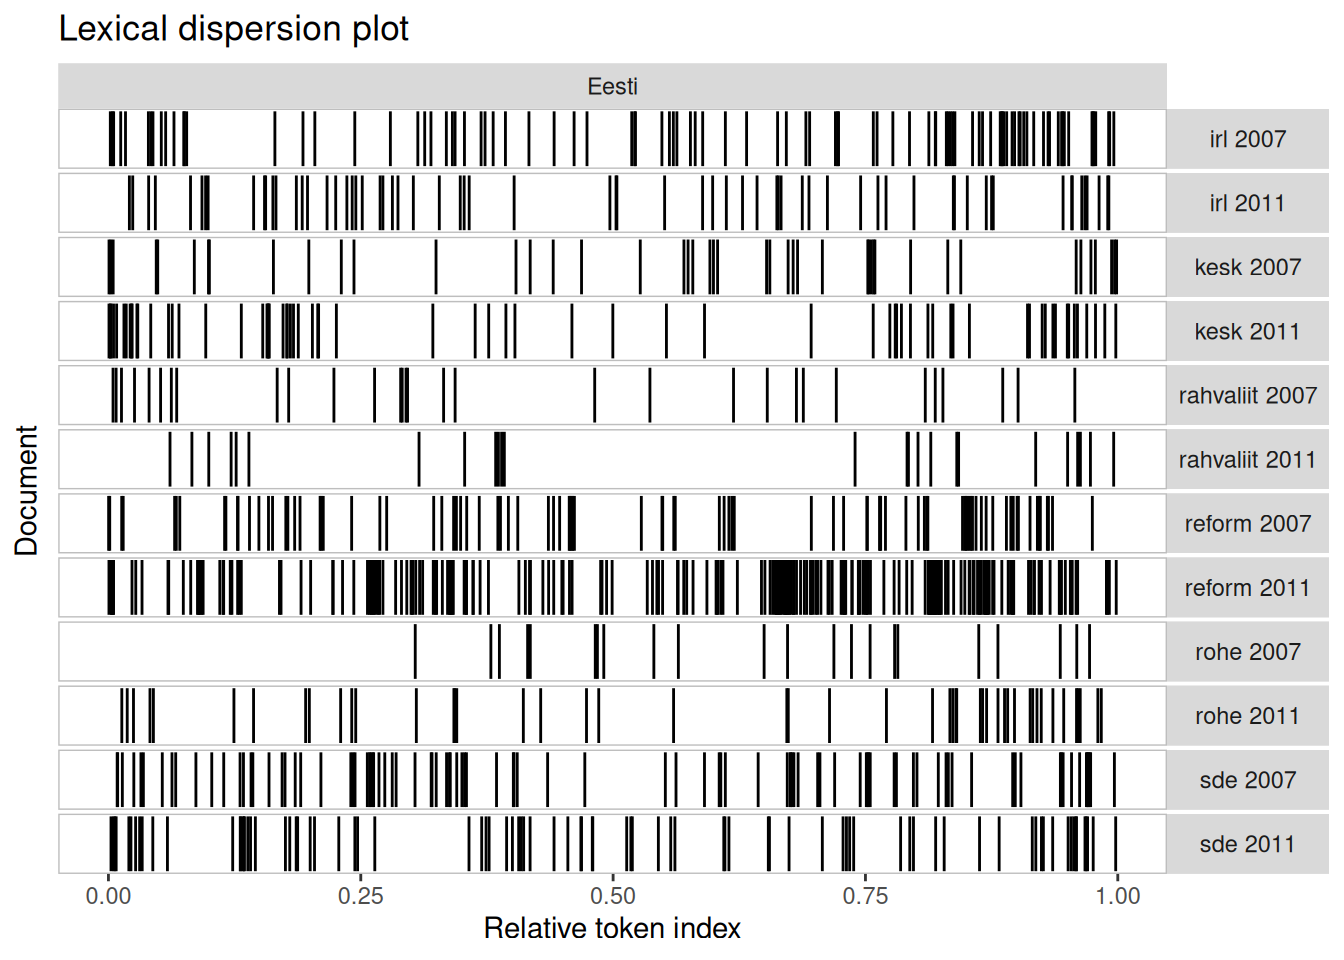 Lexical dispersion plot
Eesti
irl 2007
irl 2011
kesk 2007
kesk 2011
rahvaliit 2007
rahvaliit 2011
reform 2007
reform 2011
rohe 2007
rohe 2011
sde 2007
sde 2011
Document
0.00 0.25 0.50 0.75 1.00
Relative token index